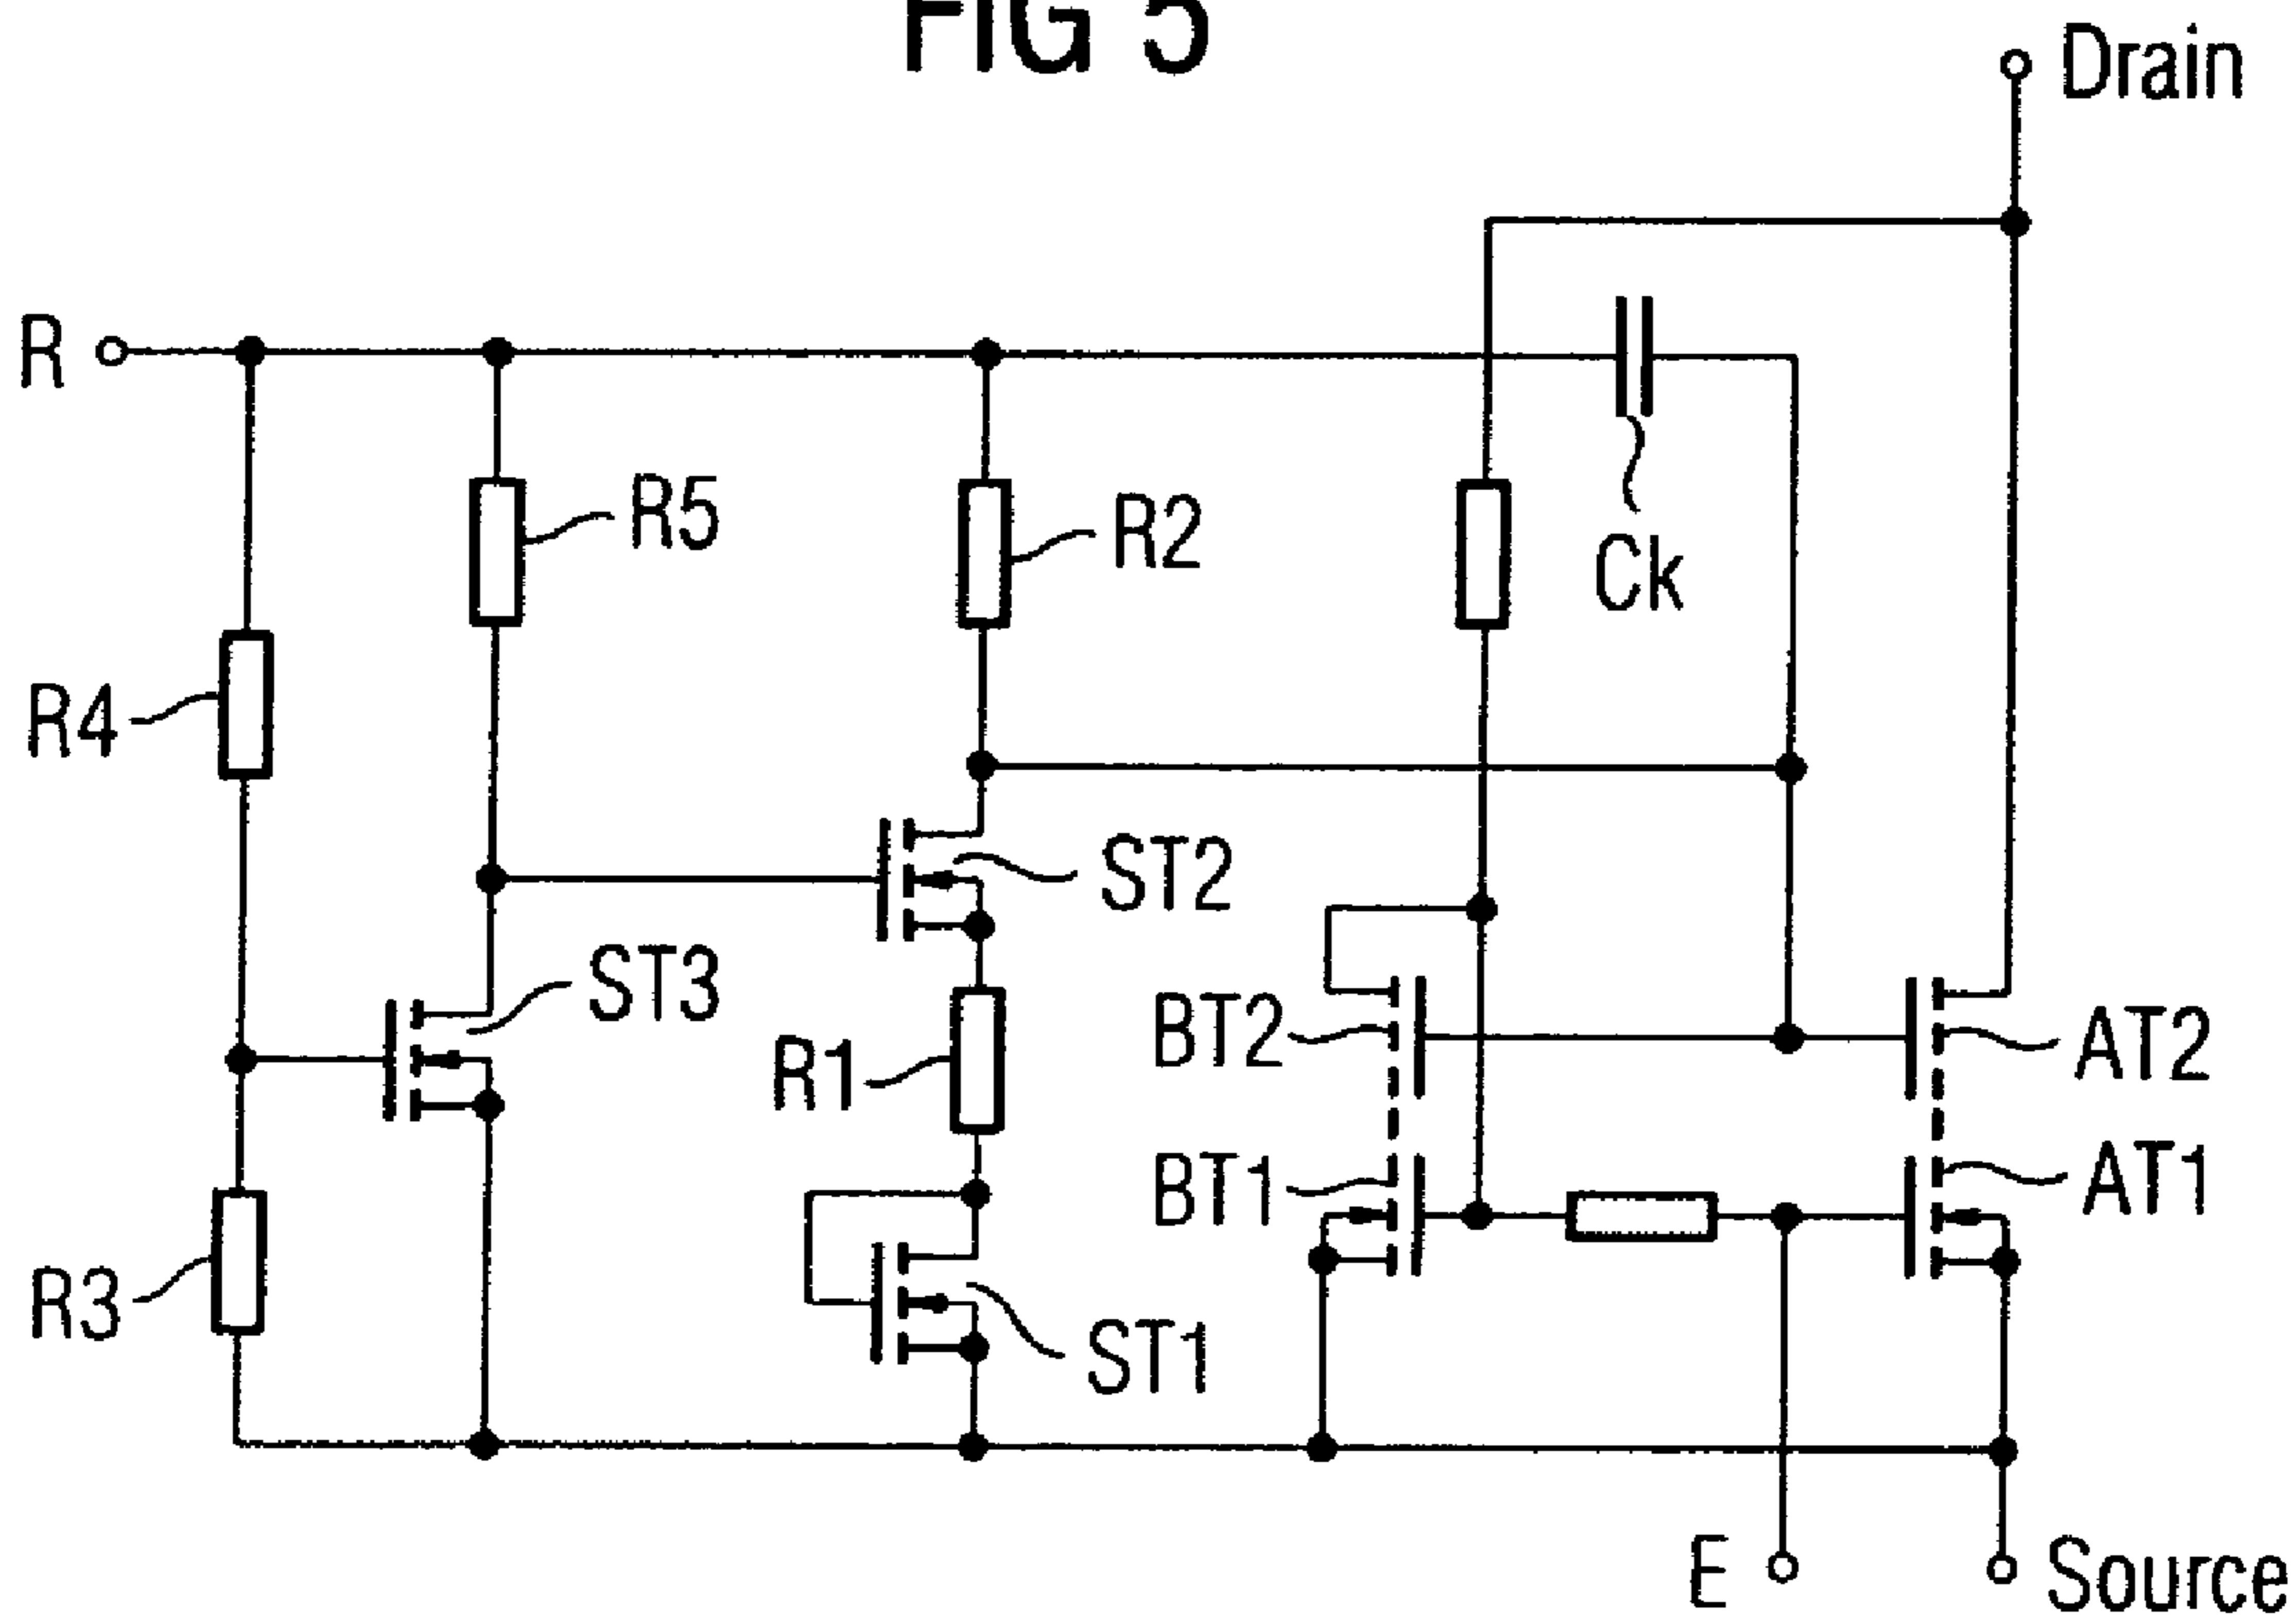 FIG 5
Drain
R
R5
R2
Ck
R4
ST2
ST3
BT2
AT2
R1
BT1
AT1
R3
ST1
E
Source